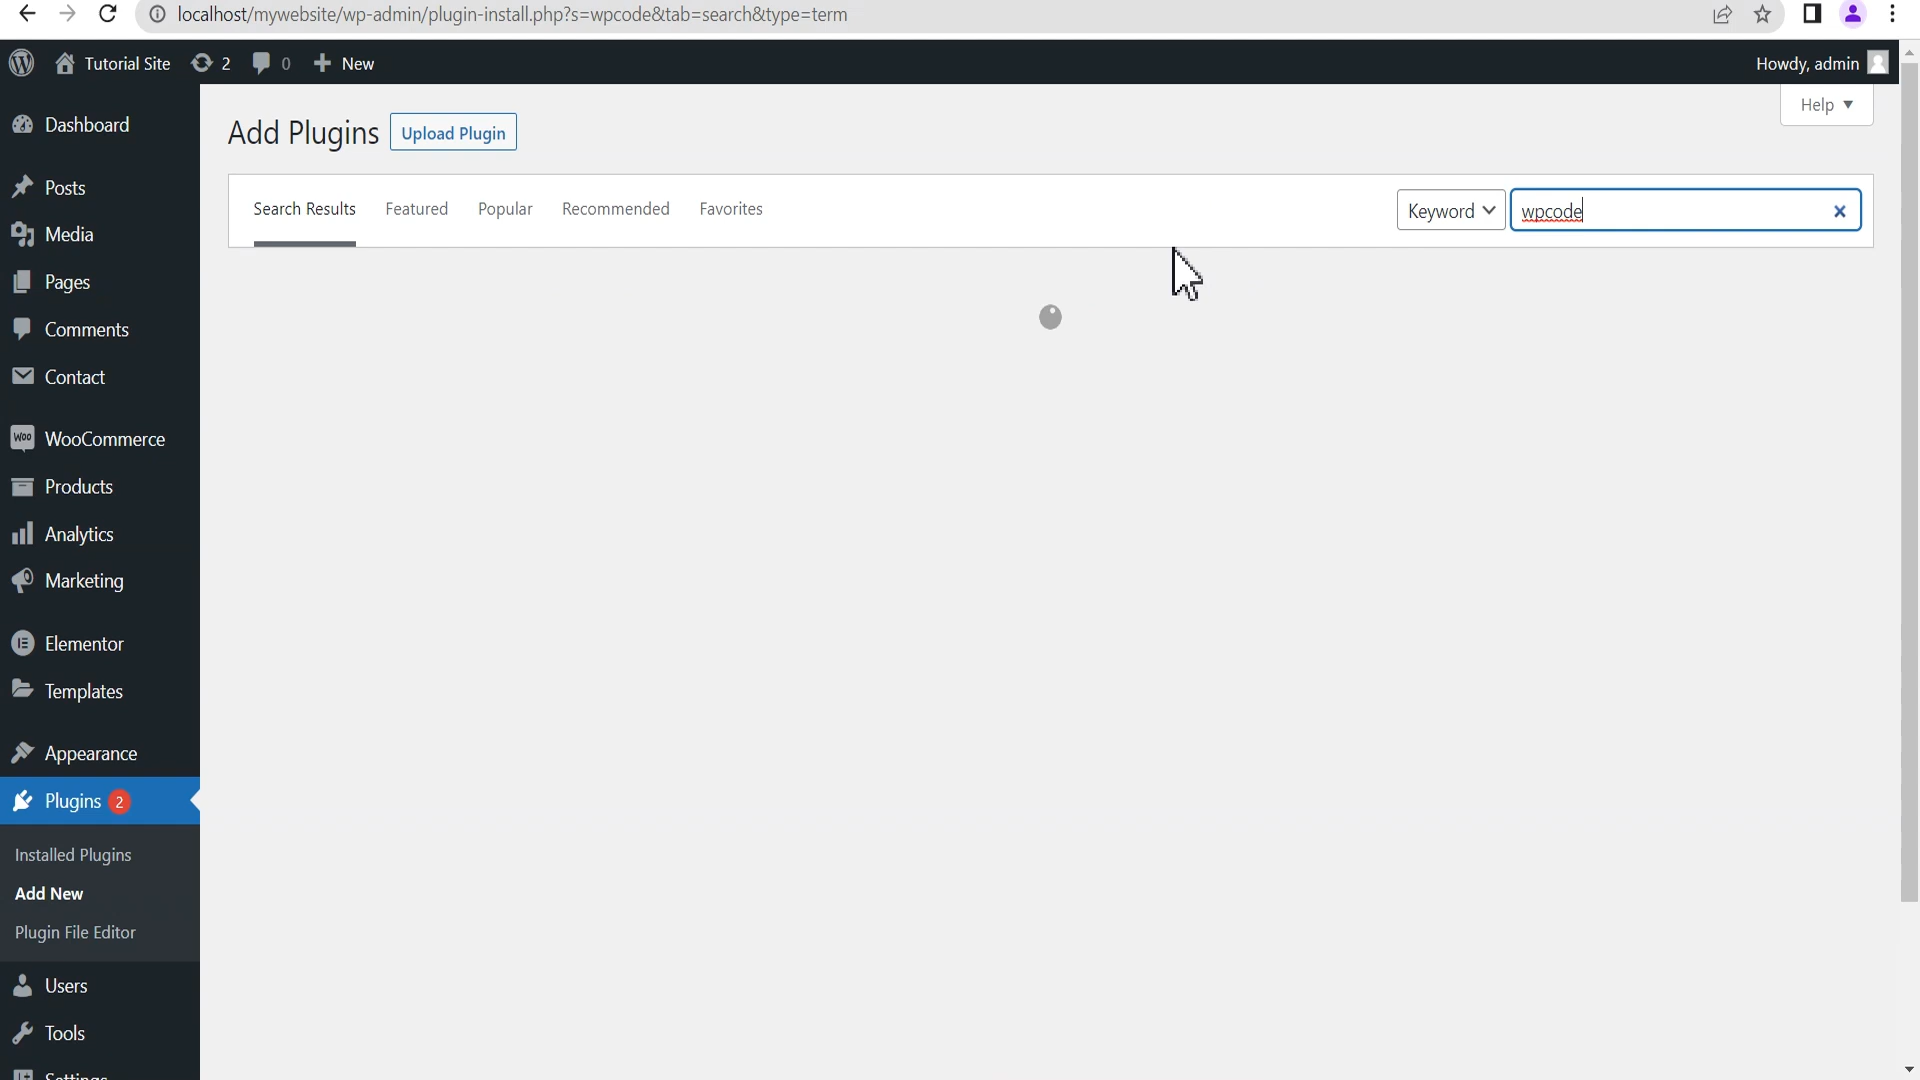 localhost/mywebsite/wp-admin/plugin-install.php?s=wpcode&tab=search&type=term
Tutorial Site 2 0 New Howdy, admin
Help
Dashboard
Add Plugins Upload Plugin
Posts
Search Results Featured Popular Recommended Favorites Keyword wpcode
Media
Pages
Comments
Contact
Woo WooCommerce
Products
Analytics
Marketing
Elementor
Templates
Appearance
Plugins 2
Installed Plugins
Add New
Plugin File Editor
Users
Tools
Settings